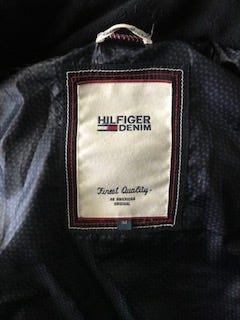 HILFIGER
DENIM
Finest Quality
AN AMERICAN
ORIGINAL
M